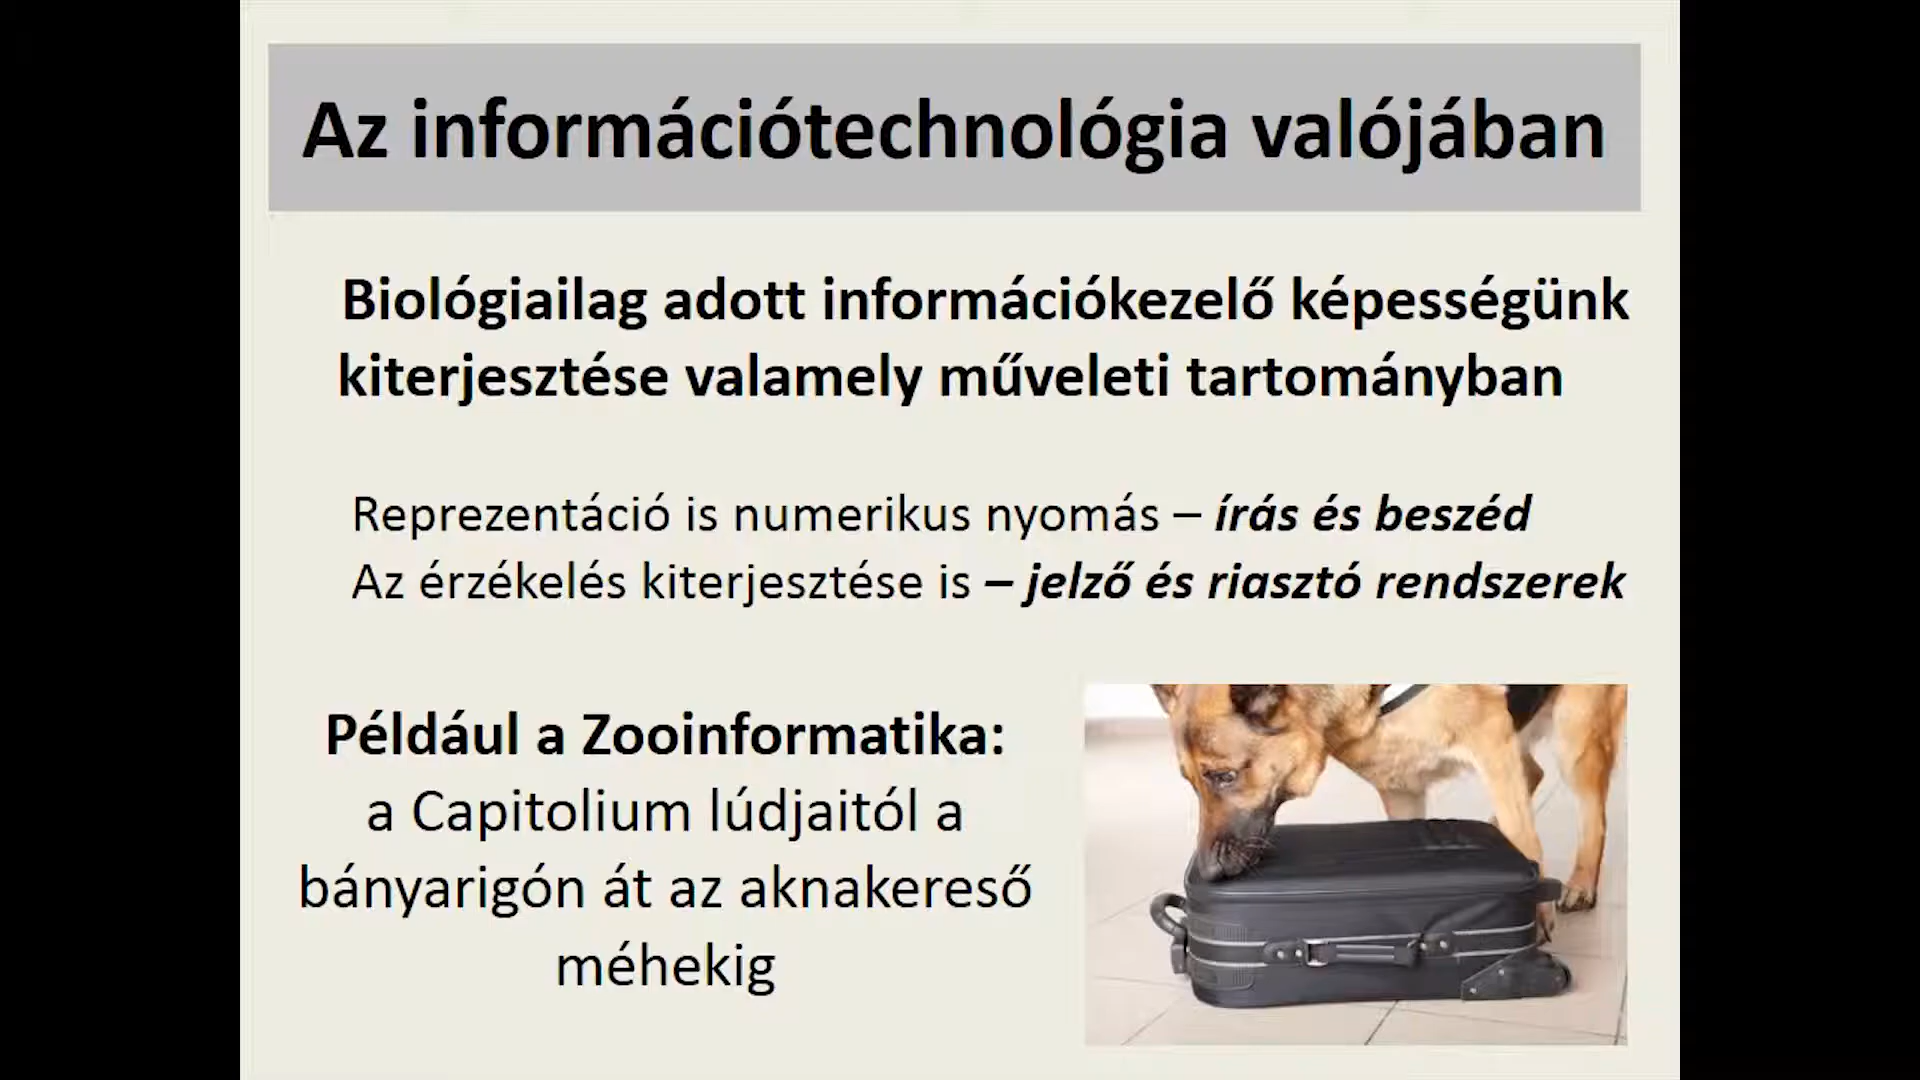 Az információtechnológia valójában
Biológiailag adott információkezelő képességünk
kiterjesztése valamely műveleti tartományban
Reprezentáció is numerikus nyomás – írás és beszéd
Az érzékelés kiterjesztése is – jelző és riasztó rendszerek
Például a Zooinformatika:
a Capitolium lúdjaitól a
bányarigón át az aknakereső
méhekig